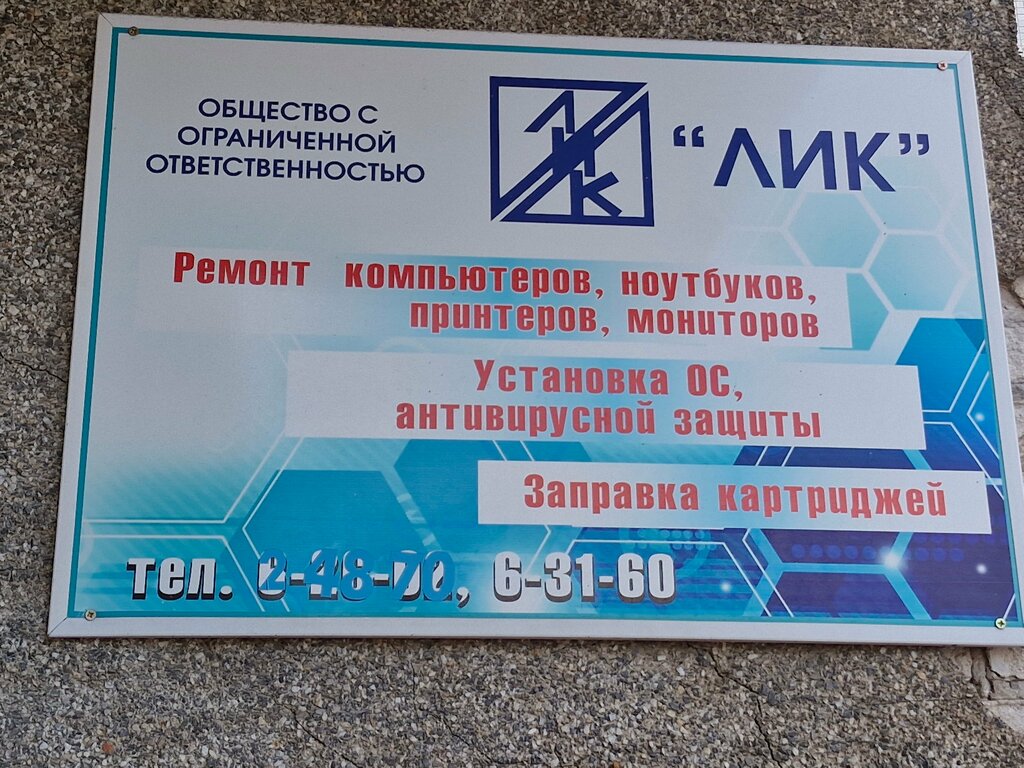 ОБЩЕСТВО С
ОГРАНИЧЕННОЙ
ОТВЕТСТВЕННОСТЬЮ
ЛИК
“ЛИК”
Ремонт компьютеров, ноутбуков,
принтеров, мониторов
Установка ОС,
антивирусной защиты
Заправка картриджей
тел. 2-48-70, 6-31-60